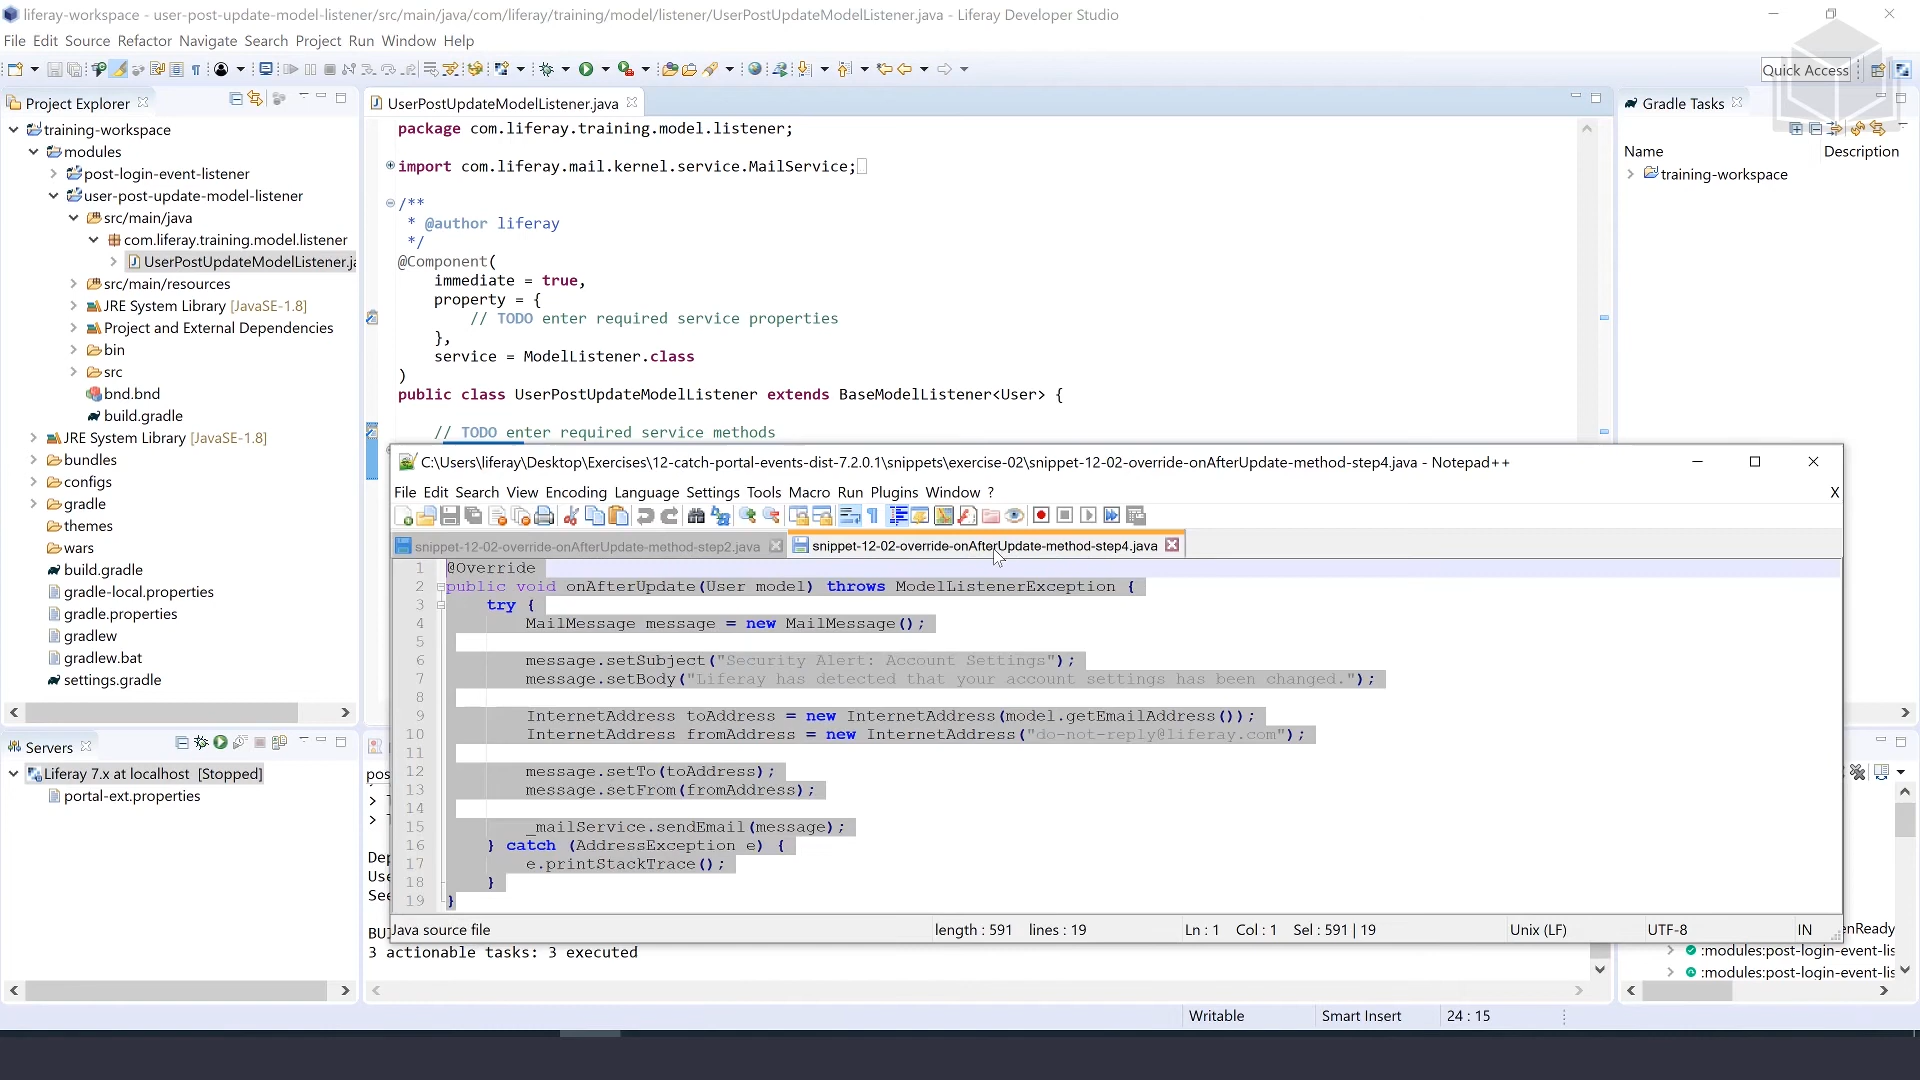 liferay-workspace - user-post-update-model-listener/src/main/java/com/liferay/training/model/listener/UserPostUpdateModelListener.java - Liferay Developer Studio
File Edit Source Refactor Navigate Search Project Run Window Help
Quick Access
Project Explorer
training-workspace
modules
post-login-event-listener
user-post-update-model-listener
src/main/java
com.liferay.training.model.listener
UserPostUpdateModelListener.ja
src/main/resources
JRE System Library [JavaSE-1.8]
Project and External Dependencies
bin
src
bnd.bnd
build.gradle
JRE System Library [JavaSE-1.8]
bundles
configs
gradle
themes
wars
build.gradle
gradle-local.properties
gradle.properties
gradlew
gradlew.bat
settings.gradle
Servers
Liferay 7.x at localhost [Stopped]
portal-ext.properties
UserPostUpdateModelListener.java
package com.liferay.training.model.listener;
import com.liferay.mail.kernel.service.MailService;
/**
* @author liferay
*/
@Component(
immediate = true,
property = {
// TODO enter required service properties
},
service = ModelListener.class
)
public class UserPostUpdateModelListener extends BaseModelListener<User> {
// TODO enter required service methods
Gradle Tasks
Name Description
training-workspace
C:\Users\liferay\Desktop\Exercises\12-catch-portal-events-dist-7.2.0.1\snippets\exercise-02\snippet-12-02-override-onAfterUpdate-method-step4.java - Notepad++
File Edit Search View Encoding Language Settings Tools Macro Run Plugins Window ?
X
snippet-12-02-override-onAfterUpdate-method-step2.java
snippet-12-02-override-onAfterUpdate-method-step4.java
1 @Override
2 public void onAfterUpdate(User model) throws ModelListenerException {
3 try {
4 MailMessage message = new MailMessage();
5
6 message.setSubject("Security Alert: Account Settings");
7 message.setBody("Liferay has detected that your account settings has been changed.");
8
9 InternetAddress toAddress = new InternetAddress(model.getEmailAddress());
10 InternetAddress fromAddress = new InternetAddress("do-not-reply@liferay.com");
11
12 message.setTo(toAddress);
13 message.setFrom(fromAddress);
14
15 _mailService.sendEmail(message);
16 } catch (AddressException e) {
17 e.printStackTrace();
18 }
19 }
Java source file length : 591 lines : 19 Ln : 1 Col : 1 Sel : 591 | 19 Unix (LF) UTF-8 IN
pos
> T
> T
Dep
Use
See
BUI
3 actionable tasks: 3 executed
enReady
:modules:post-login-event-lis
:modules:post-login-event-lis
Writable Smart Insert 24 : 15